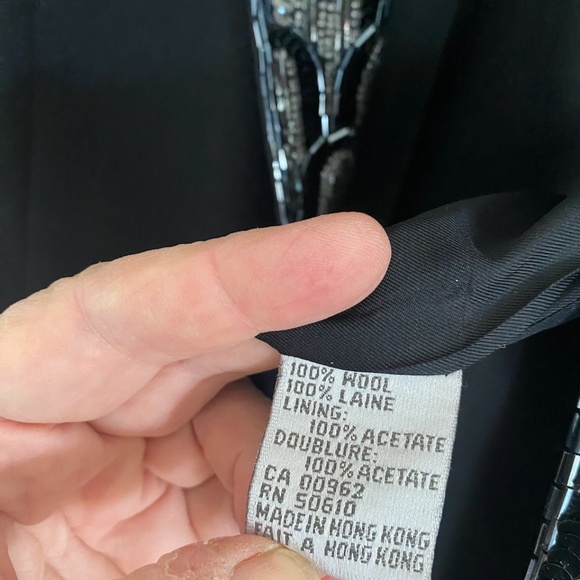 100% WOOL
100% LAINE
LINING:
100% ACETATE
DOUBLURE:
100% ACETATE
CA 00962
RN 50610
MADE IN HONG KONG
FAIT A HONG KONG